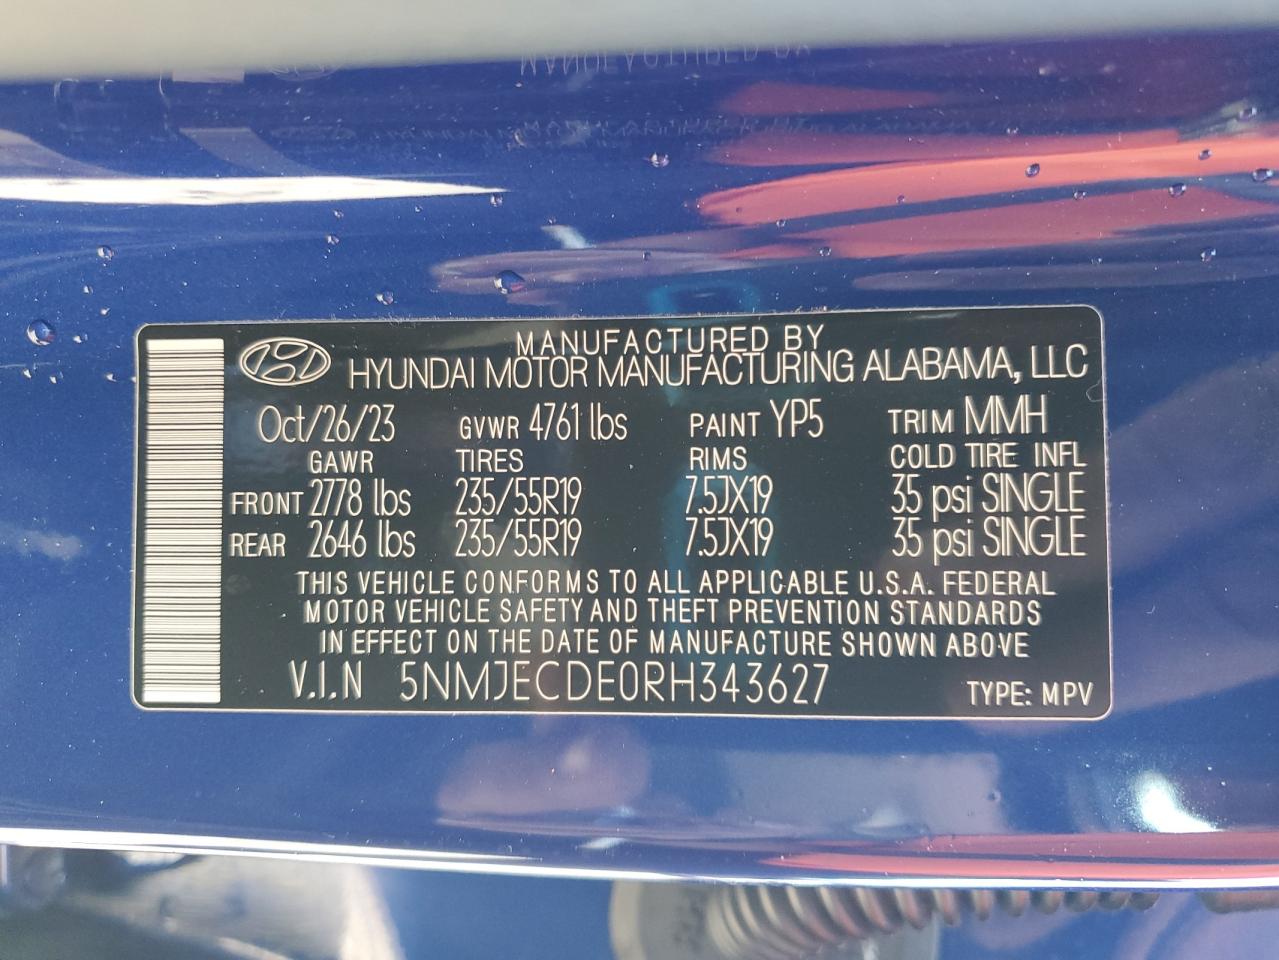 MANUFACTURED BY
HYUNDAI MOTOR MANUFACTURING ALABAMA, LLC
Oct/26/23 GVWR 4761 lbs PAINT YP5 TRIM MMH
GAWR TIRES RIMS COLD TIRE INFL
FRONT 2778 lbs 235/55R19 7.5JX19 35 psi SINGLE
REAR 2646 lbs 235/55R19 7.5JX19 35 psi SINGLE
THIS VEHICLE CONFORMS TO ALL APPLICABLE U.S.A. FEDERAL
MOTOR VEHICLE SAFETY AND THEFT PREVENTION STANDARDS
IN EFFECT ON THE DATE OF MANUFACTURE SHOWN ABOVE
V.I.N 5NMJECDE0RH343627 TYPE: MPV